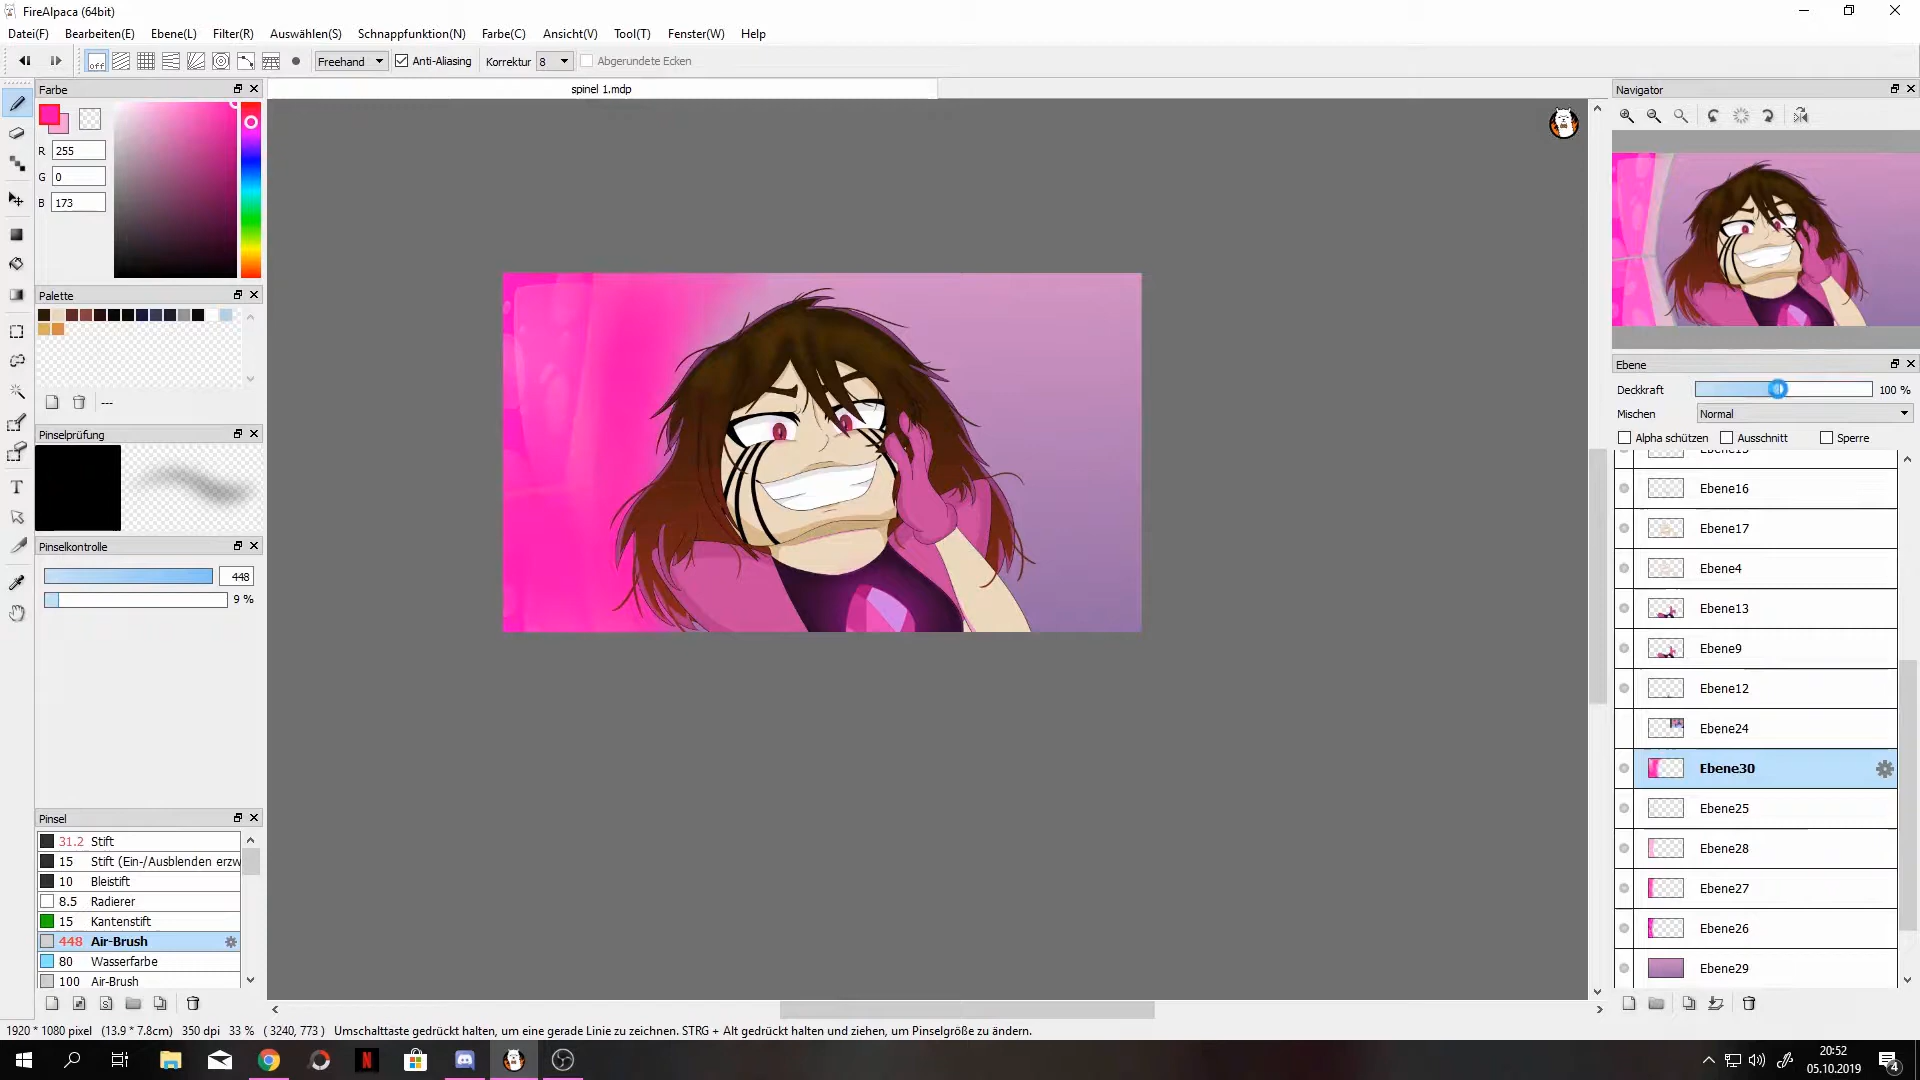 FireAlpaca (64bit)
Datei(F) Bearbeiten(E) Ebene(L) Filter(R) Auswählen(S) Schnappfunktion(N) Farbe(C) Ansicht(V) Tool(T) Fenster(W) Help
off Freehand Anti-Aliasing Korrektur 8 Abgerundete Ecken
Farbe
spinel 1.mdp
Navigator
R 255
G 0
B 173
Palette
---
Pinselprüfung
Pinselkontrolle
448
9 %
Pinsel
31.2 Stift
15 Stift (Ein-/Ausblenden erzw
10 Bleistift
8.5 Radierer
15 Kantenstift
448 Air-Brush
80 Wasserfarbe
100 Air-Brush
Ebene
Deckkraft 100 %
Mischen Normal
Alpha schützen Ausschnitt Sperre
Ebene15
Ebene16
Ebene17
Ebene4
Ebene13
Ebene9
Ebene12
Ebene24
Ebene30
Ebene25
Ebene28
Ebene27
Ebene26
Ebene29
1920 * 1080 pixel (13.9 * 7.8cm) 350 dpi 33 % ( 3240, 773 ) Umschalttaste gedrückt halten, um eine gerade Linie zu zeichnen. STRG + Alt gedrückt halten und ziehen, um Pinselgröße zu ändern.
N
20:52
05.10.2019
4